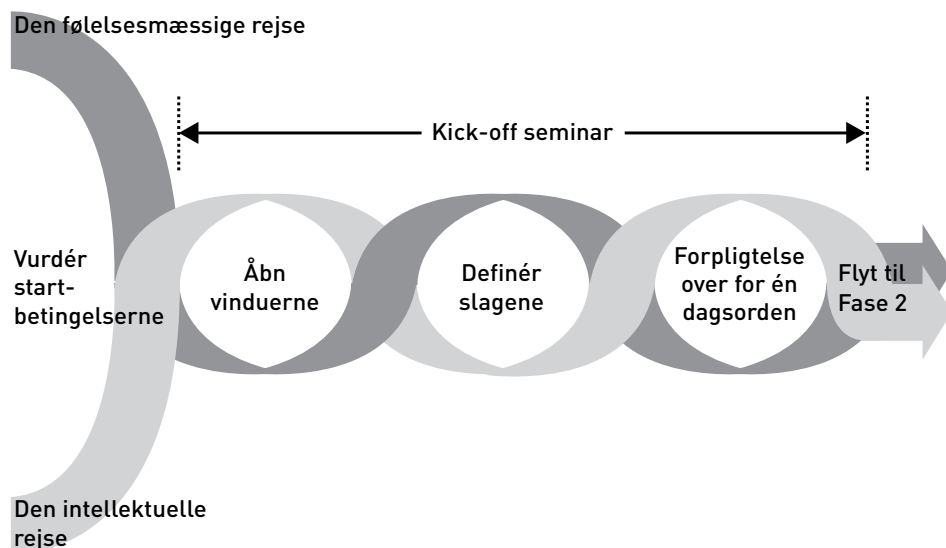 Den følelsesmæssige rejse
Kick-off seminar
Vurdér
start-
betingelserne
Åbn
vinduerne
Definér
slagene
Forpligtelse
over for én
dagsorden
Flyt til
Fase 2
Den intellektuelle
rejse